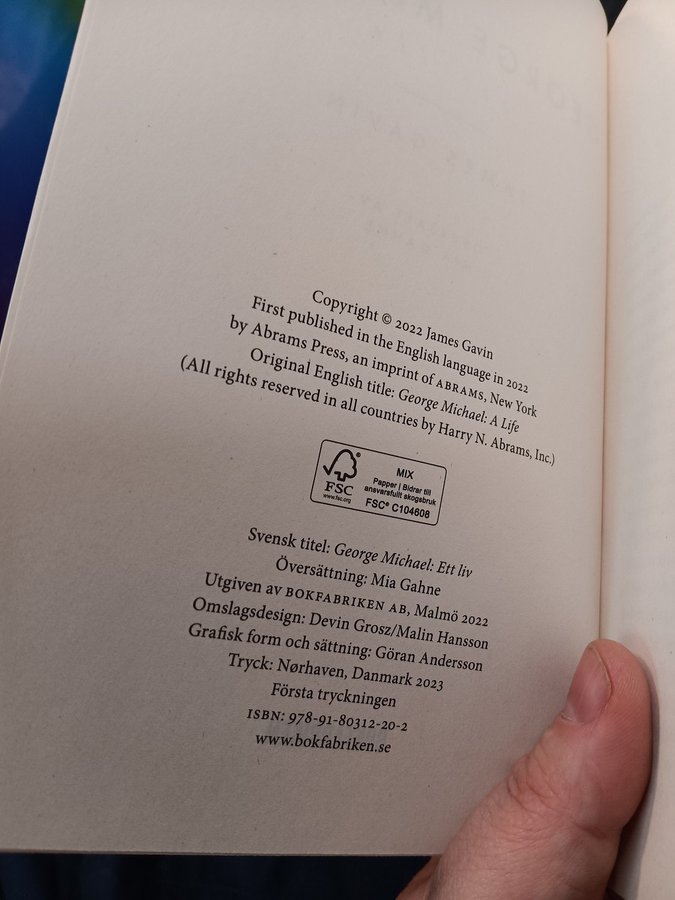 Copyright © 2022 James Gavin
First published in the English language in 2022
by Abrams Press, an imprint of ABRAMS, New York
Original English title: George Michael: A Life
(All rights reserved in all countries by Harry N. Abrams, Inc.)
FSC
www.fsc.org
MIX
Papper | Bidrar till
ansvarsfullt skogsbruk
FSC® C104608
Svensk titel: George Michael: Ett liv
Översättning: Mia Gahne
Utgiven av BOKFABRIKEN AB, Malmö 2022
Omslagsdesign: Devin Grosz/Malin Hansson
Grafisk form och sättning: Göran Andersson
Tryck: Nørhaven, Danmark 2023
Första tryckningen
ISBN: 978-91-80312-20-2
www.bokfabriken.se